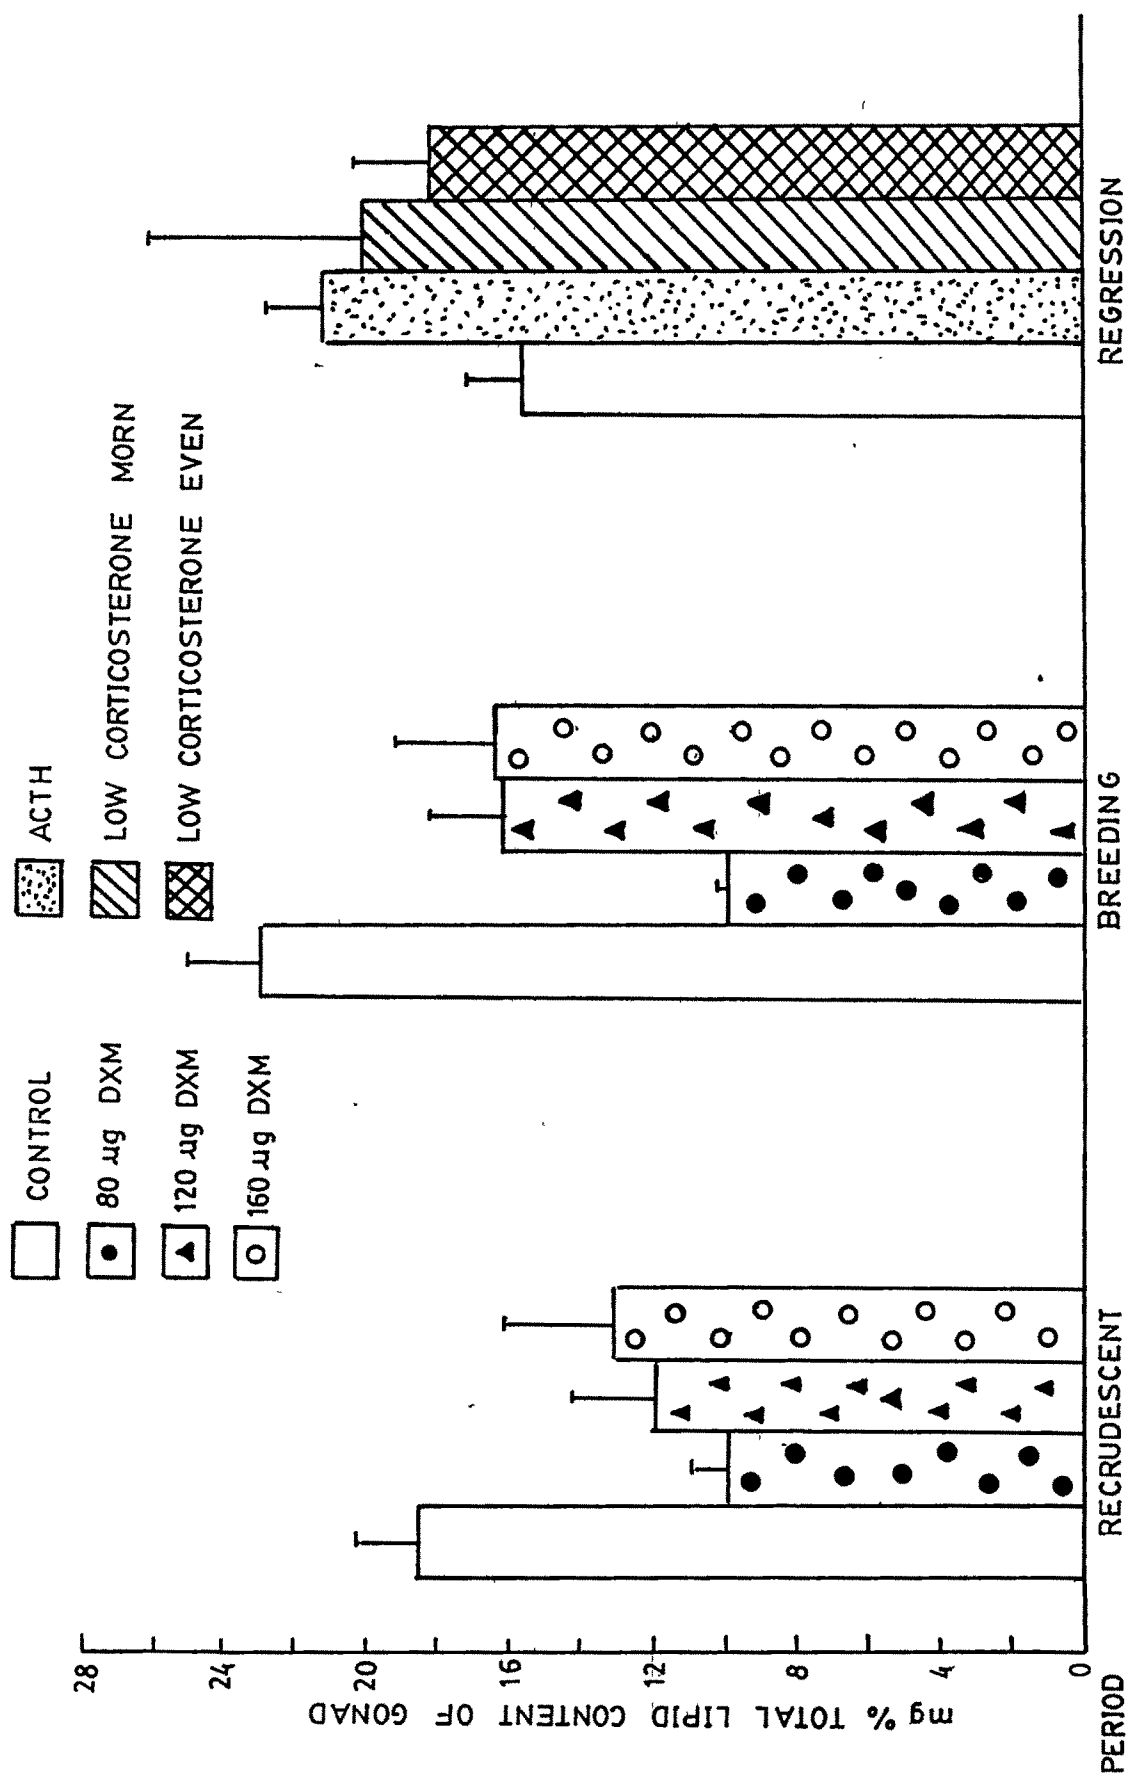 CONTROL
80 µg DXM
120 µg DXM
160 µg DXM
ACTH
LOW CORTICOSTERONE MORN
LOW CORTICOSTERONE EVEN
mg % TOTAL LIPID CONTENT OF GONAD
28
24
20
16
12
8
4
0
PERIOD RECRUDESCENT BREEDING REGRESSION